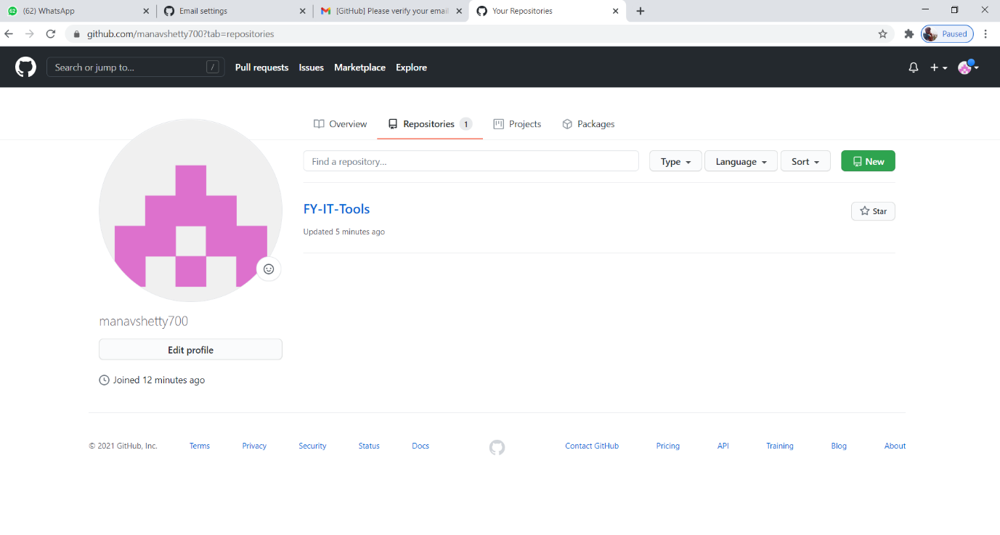 (62) WhatsApp
Email settings
[GitHub] Please verify your email
Your Repositories
github.com/manavshetty700?tab=repositories
Paused
Search or jump to...
/
Pull requests
Issues
Marketplace
Explore
Overview
Repositories 1
Projects
Packages
Find a repository...
Type
Language
Sort
New
FY-IT-Tools
Star
Updated 5 minutes ago
manavshetty700
Edit profile
Joined 12 minutes ago
© 2021 GitHub, Inc.
Terms
Privacy
Security
Status
Docs
Contact GitHub
Pricing
API
Training
Blog
About